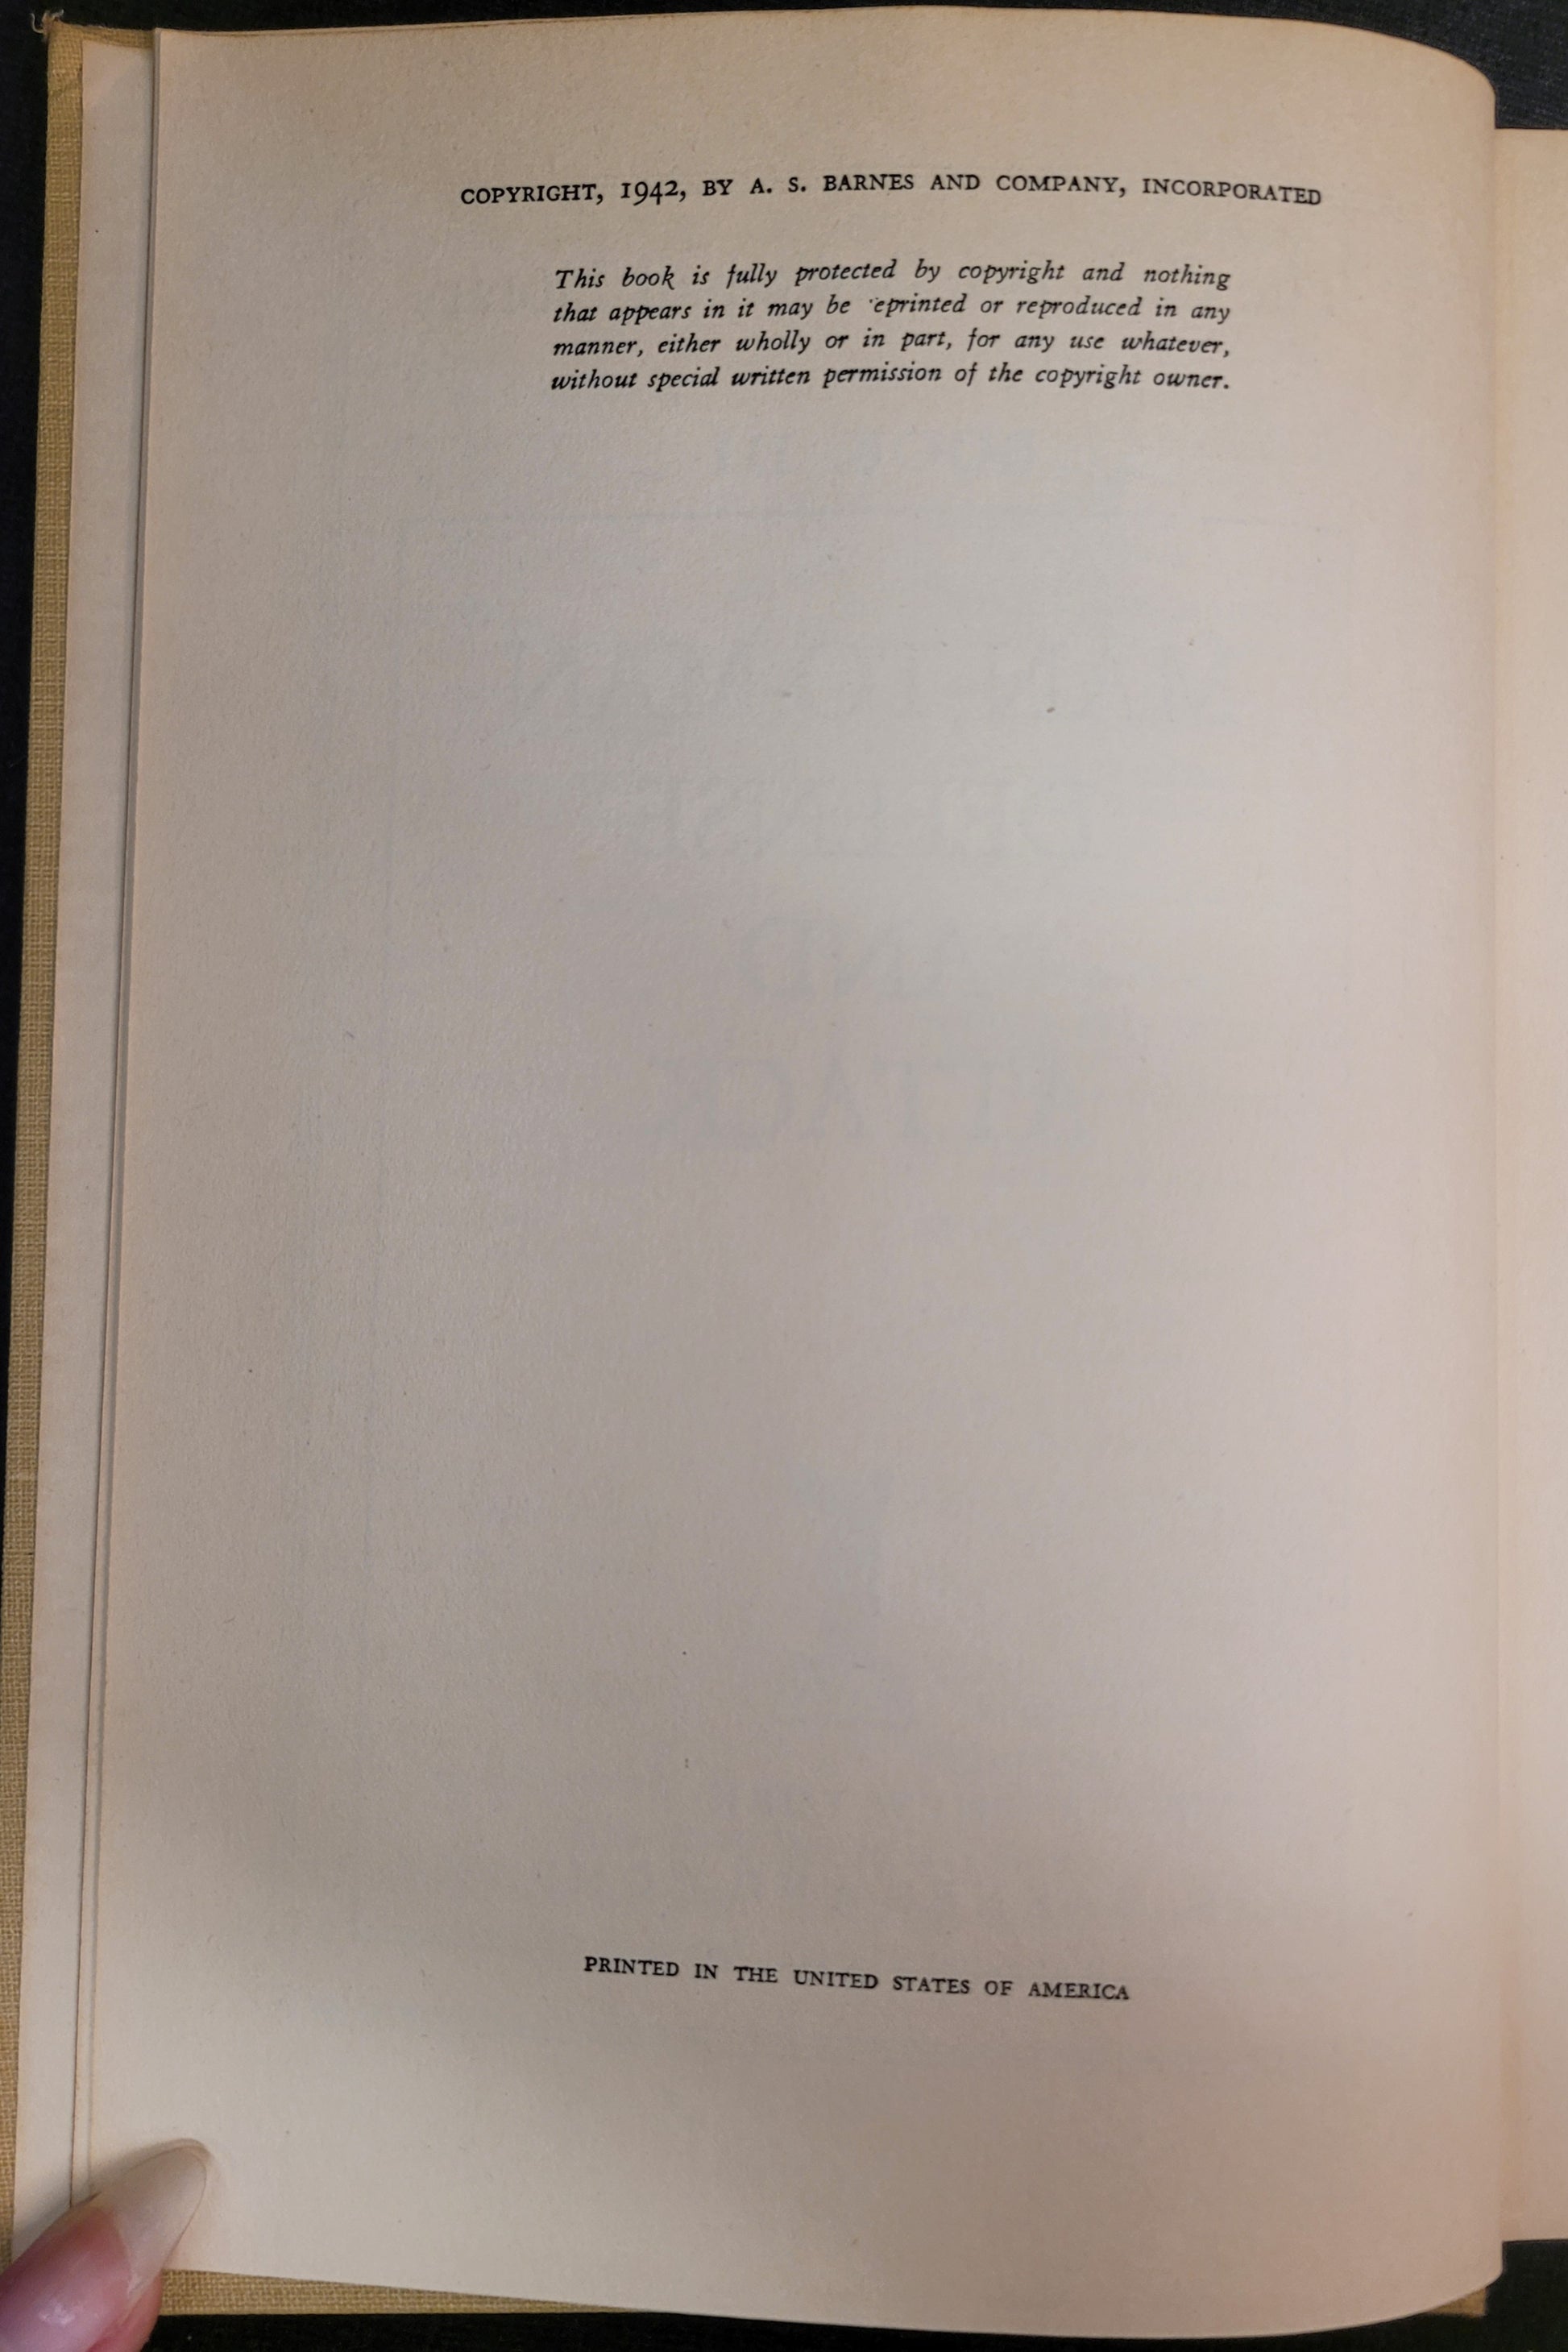 COPYRIGHT, 1942, BY A. S. BARNES AND COMPANY, INCORPORATED
This book is fully protected by copyright and nothing
that appears in it may be eprinted or reproduced in any
manner, either wholly or in part, for any use whatever,
without special written permission of the copyright owner.
PRINTED IN THE UNITED STATES OF AMERICA